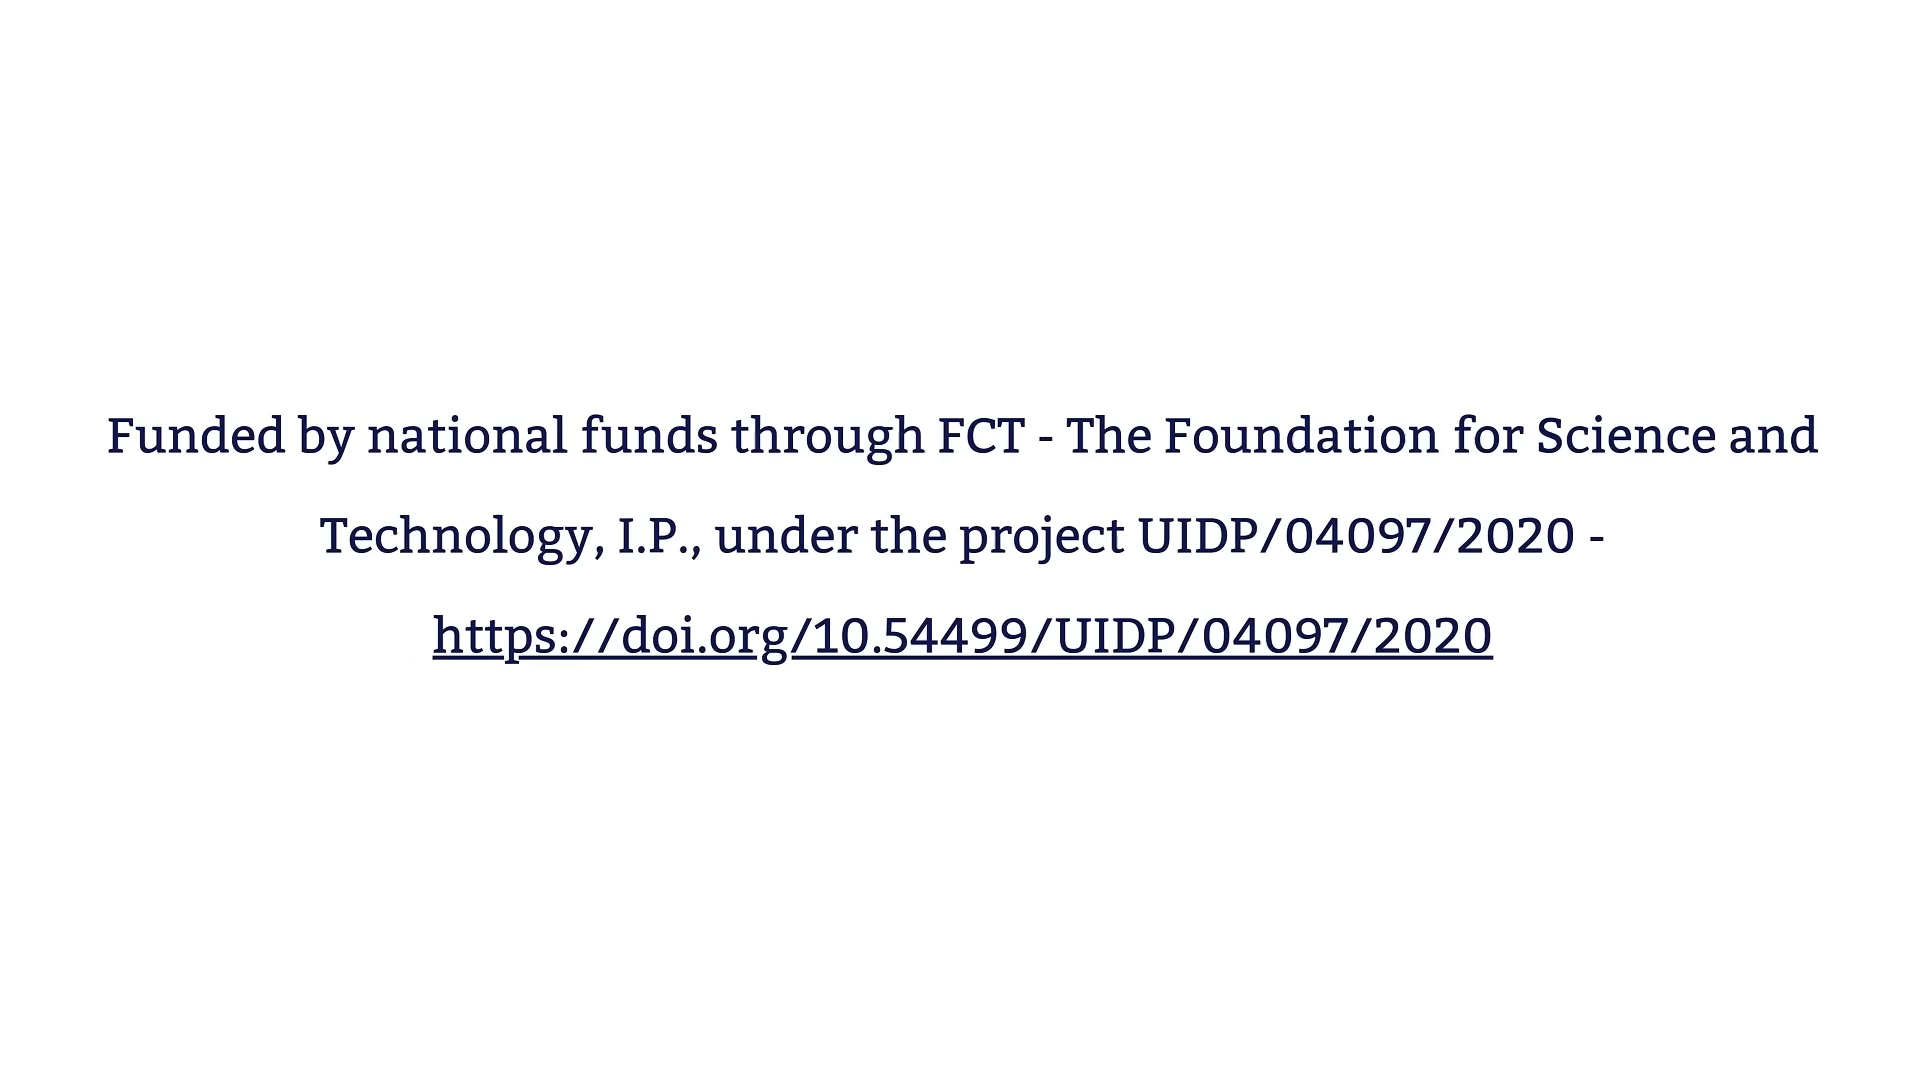 Funded by national funds through FCT - The Foundation for Science and
Technology, I.P., under the project UIDP/04097/2020 -
https://doi.org/10.54499/UIDP/04097/2020